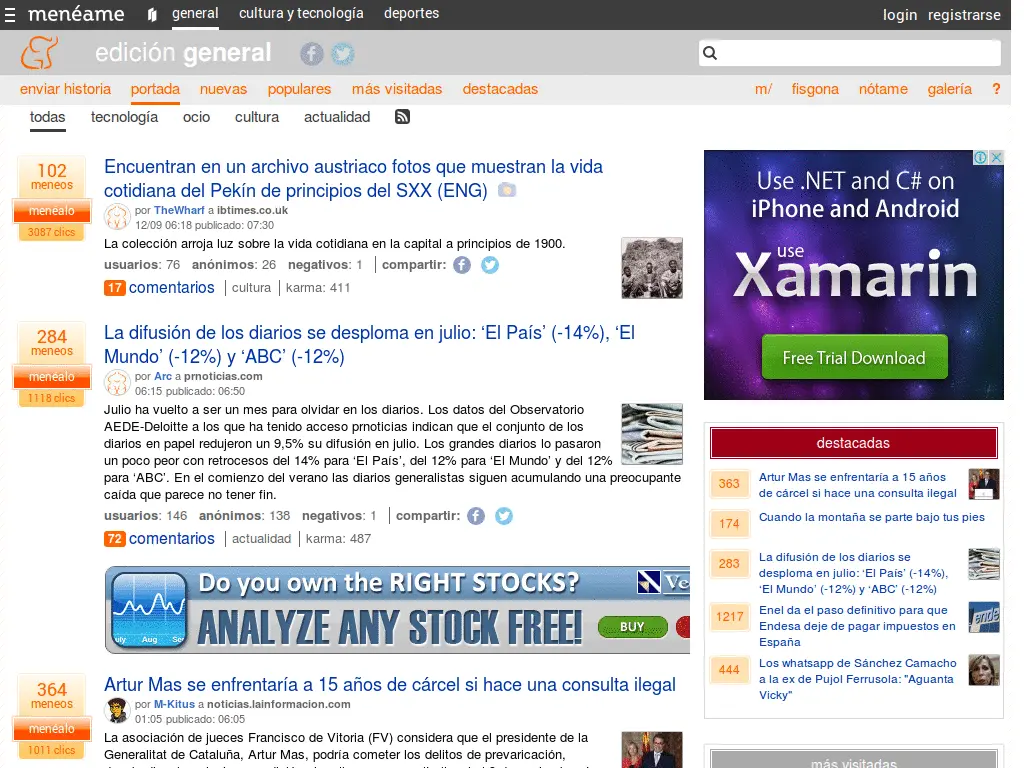 menéame general cultura y tecnología deportes login registrarse
edición general
enviar historia portada nuevas populares más visitadas destacadas m/ fisgona nótame galería ?
todas tecnología ocio cultura actualidad
102
meneos
menéalo
3087 clics
Encuentran en un archivo austriaco fotos que muestran la vida
cotidiana del Pekín de principios del SXX (ENG)
por TheWharf a ibtimes.co.uk
12/09 06:18 publicado: 07:30
La colección arroja luz sobre la vida cotidiana en la capital a principios de 1900.
usuarios: 76 anónimos: 26 negativos: 1 compartir:
17 comentarios cultura karma: 411
284
meneos
menéalo
1118 clics
La difusión de los diarios se desploma en julio: ‘El País’ (-14%), ‘El
Mundo’ (-12%) y ‘ABC’ (-12%)
por Arc a prnoticias.com
06:15 publicado: 06:50
Julio ha vuelto a ser un mes para olvidar en los diarios. Los datos del Observatorio
AEDE-Deloitte a los que ha tenido acceso prnoticias indican que el conjunto de los
diarios en papel redujeron un 9,5% su difusión en julio. Los grandes diarios lo pasaron
un poco peor con retrocesos del 14% para ‘El País’, del 12% para ‘El Mundo’ y del 12%
para ‘ABC’. En el comienzo del verano las diarios generalistas siguen acumulando una preocupante
caída que parece no tener fin.
usuarios: 146 anónimos: 138 negativos: 1 compartir:
72 comentarios actualidad karma: 487
Do you own the RIGHT STOCKS?
ANALYZE ANY STOCK FREE!
BUY
Ve
July Aug Se
364
meneos
menéalo
1011 clics
Artur Mas se enfrentaría a 15 años de cárcel si hace una consulta ilegal
por M-Kitus a noticias.lainformacion.com
01:05 publicado: 06:05
La asociación de jueces Francisco de Vitoria (FV) considera que el presidente de la
Generalitat de Cataluña, Artur Mas, podría cometer los delitos de prevaricación,
Use .NET and C# on
iPhone and Android
use
Xamarin
Free Trial Download
destacadas
363
Artur Mas se enfrentaría a 15 años
de cárcel si hace una consulta ilegal
174
Cuando la montaña se parte bajo tus pies
283
La difusión de los diarios se
desploma en julio: ‘El País’ (-14%),
‘El Mundo’ (-12%) y ‘ABC’ (-12%)
1217
Enel da el paso definitivo para que
Endesa deje de pagar impuestos en
España
444
Los whatsapp de Sánchez Camacho
a la ex de Pujol Ferrusola: "Aguanta
Vicky"
más visitadas